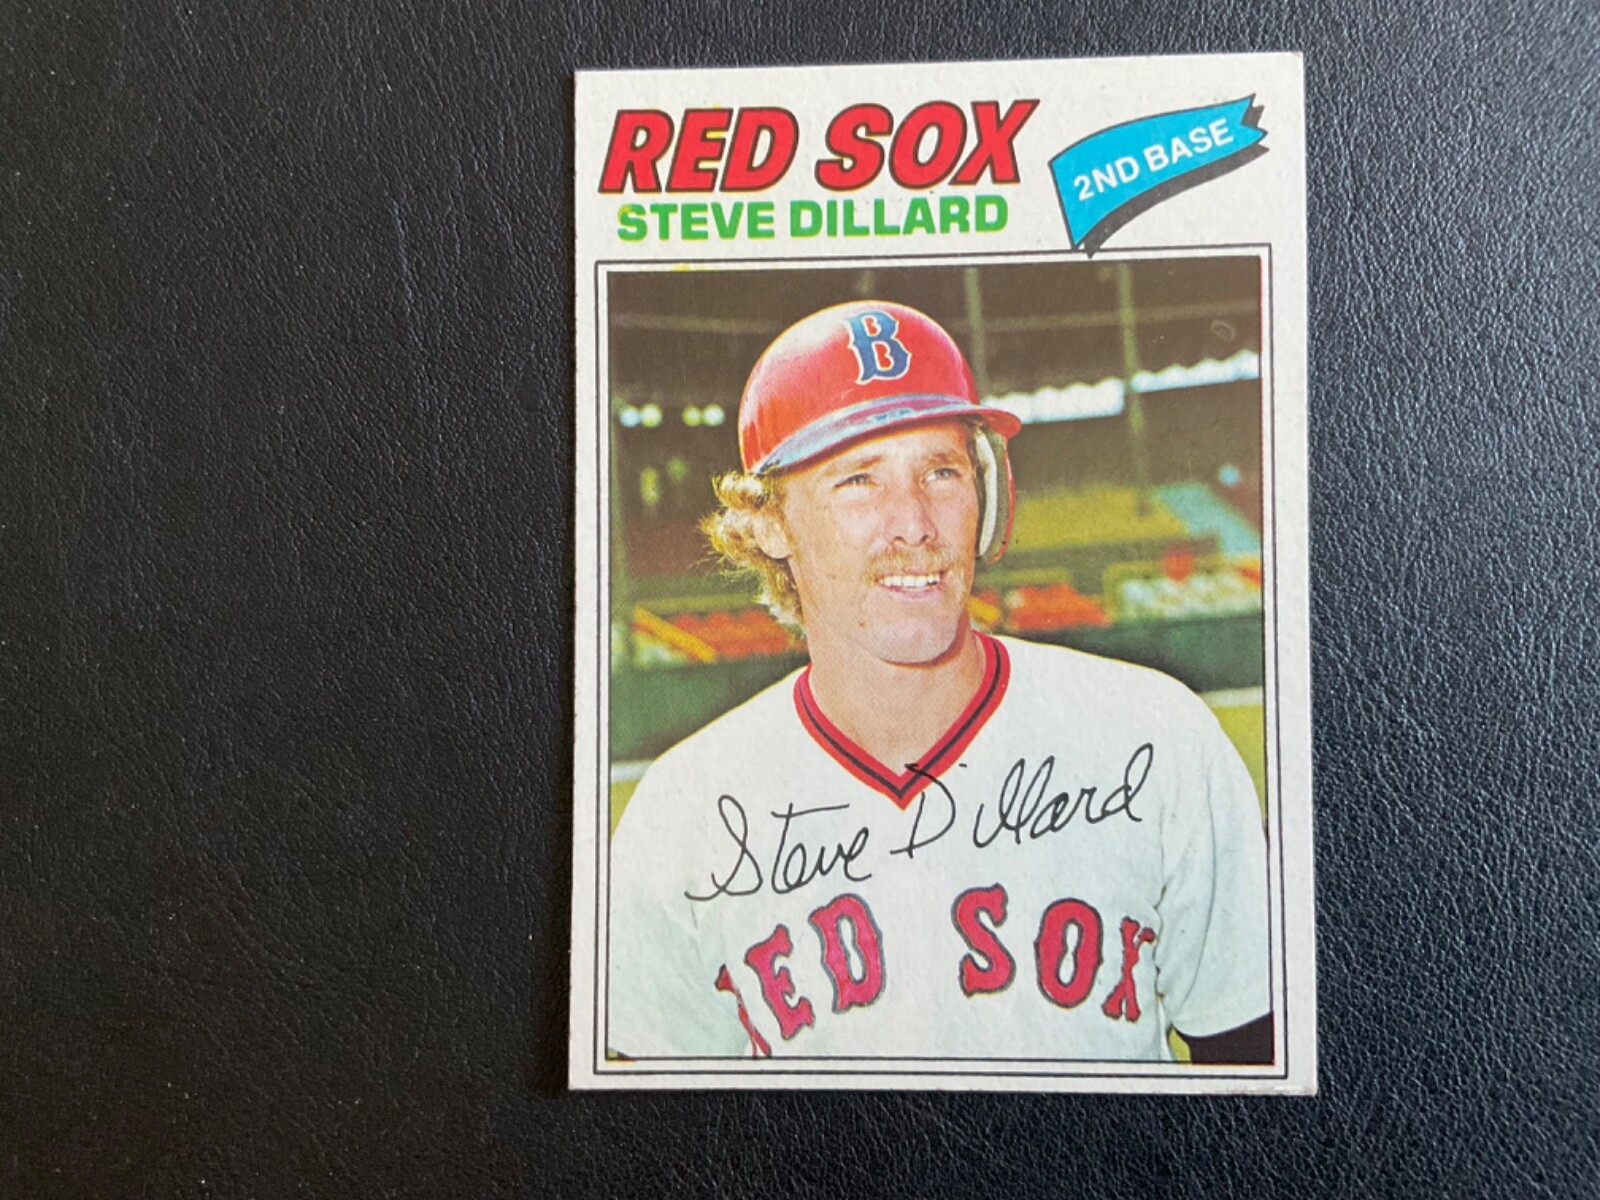 RED SOX
STEVE DILLARD
2ND BASE
B
Steve Dillard
RED SOX